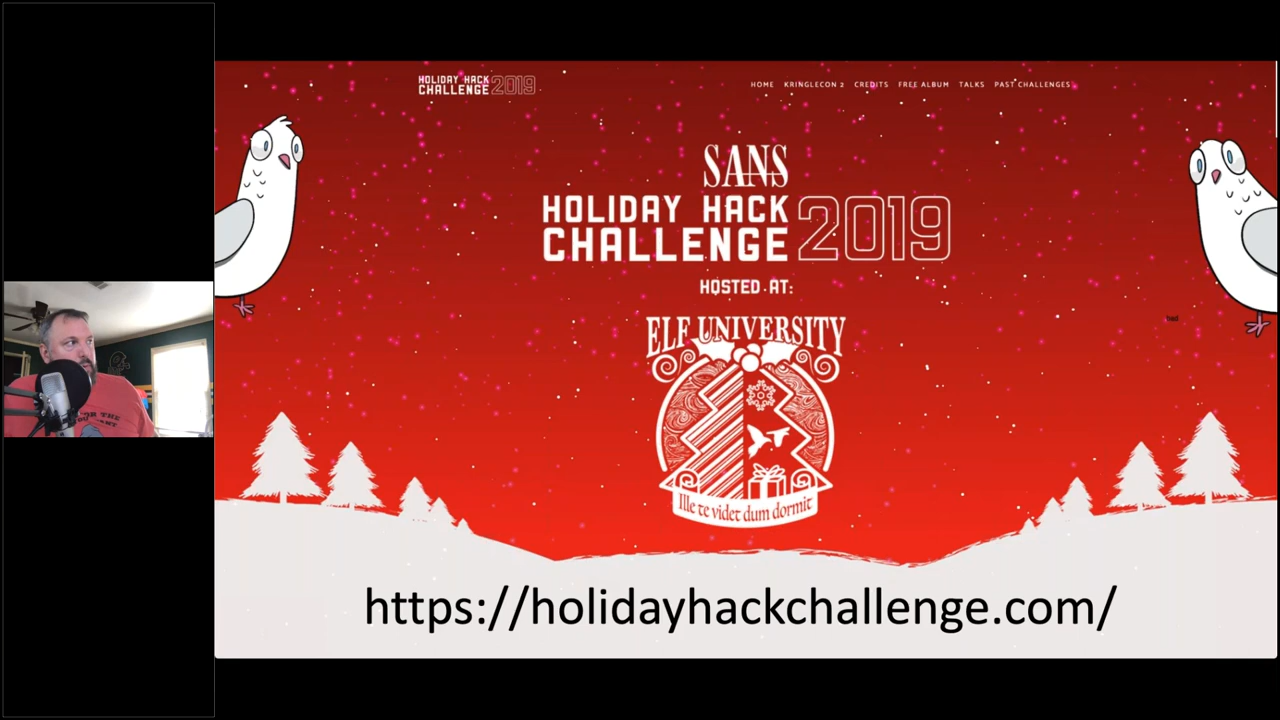 HOLIDAY HACK
CHALLENGE 2019
HOME KRINGLECON 2 CREDITS FREE ALBUM TALKS PAST CHALLENGES
SANS
HOLIDAY HACK
CHALLENGE 2019
HOSTED AT:
ELF UNIVERSITY
Ille te videt dum dormit
https://holidayhackchallenge.com/